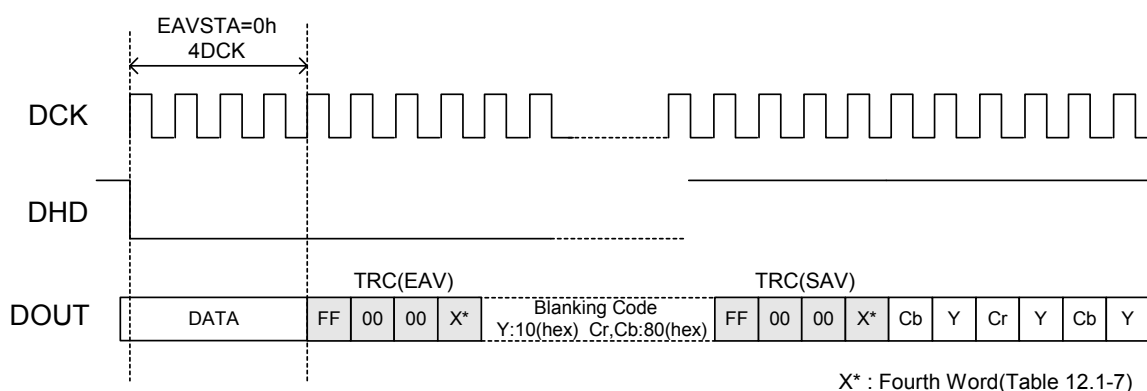 EAVSTA=0h
4DCK
DCK
DHD
TRC(EAV) TRC(SAV)
DOUT DATA FF 00 00 X* Blanking Code FF 00 00 X* Cb Y Cr Y Cb Y
Y:10(hex) Cr,Cb:80(hex)
X* : Fourth Word(Table 12.1-7)